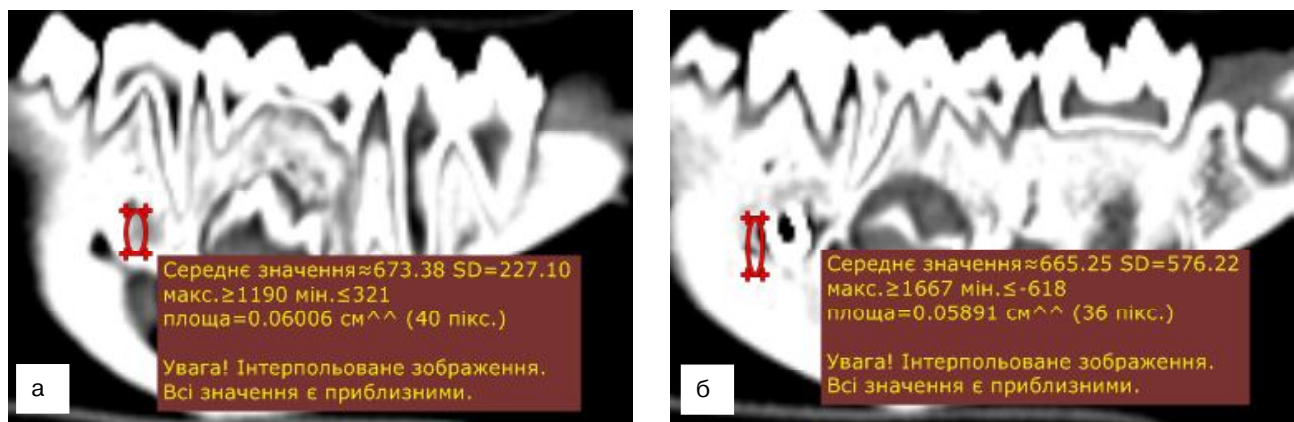 Середнє значення≈673.38 SD=227.10
макс.≥1190 мін.≤321
площа=0.06006 см^^ (40 пікс.)
Увага! Інтерпольоване зображення.
Всі значення є приблизними.
а
Середнє значення≈665.25 SD=576.22
макс.≥1667 мін.≤-618
площа=0.05891 см^^ (36 пікс.)
Увага! Інтерпольоване зображення.
Всі значення є приблизними.
б